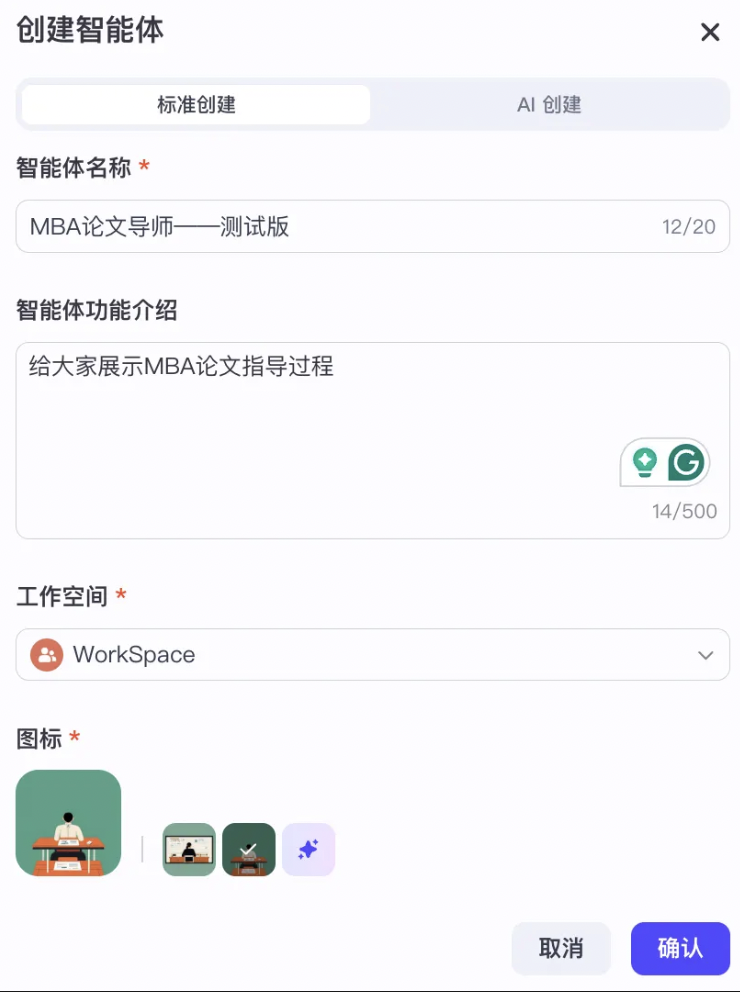 创建智能体
标准创建
AI 创建
智能体名称 *
MBA论文导师——测试版
12/20
智能体功能介绍
给大家展示MBA论文指导过程
14/500
工作空间 *
WorkSpace
图标 *
取消
确认